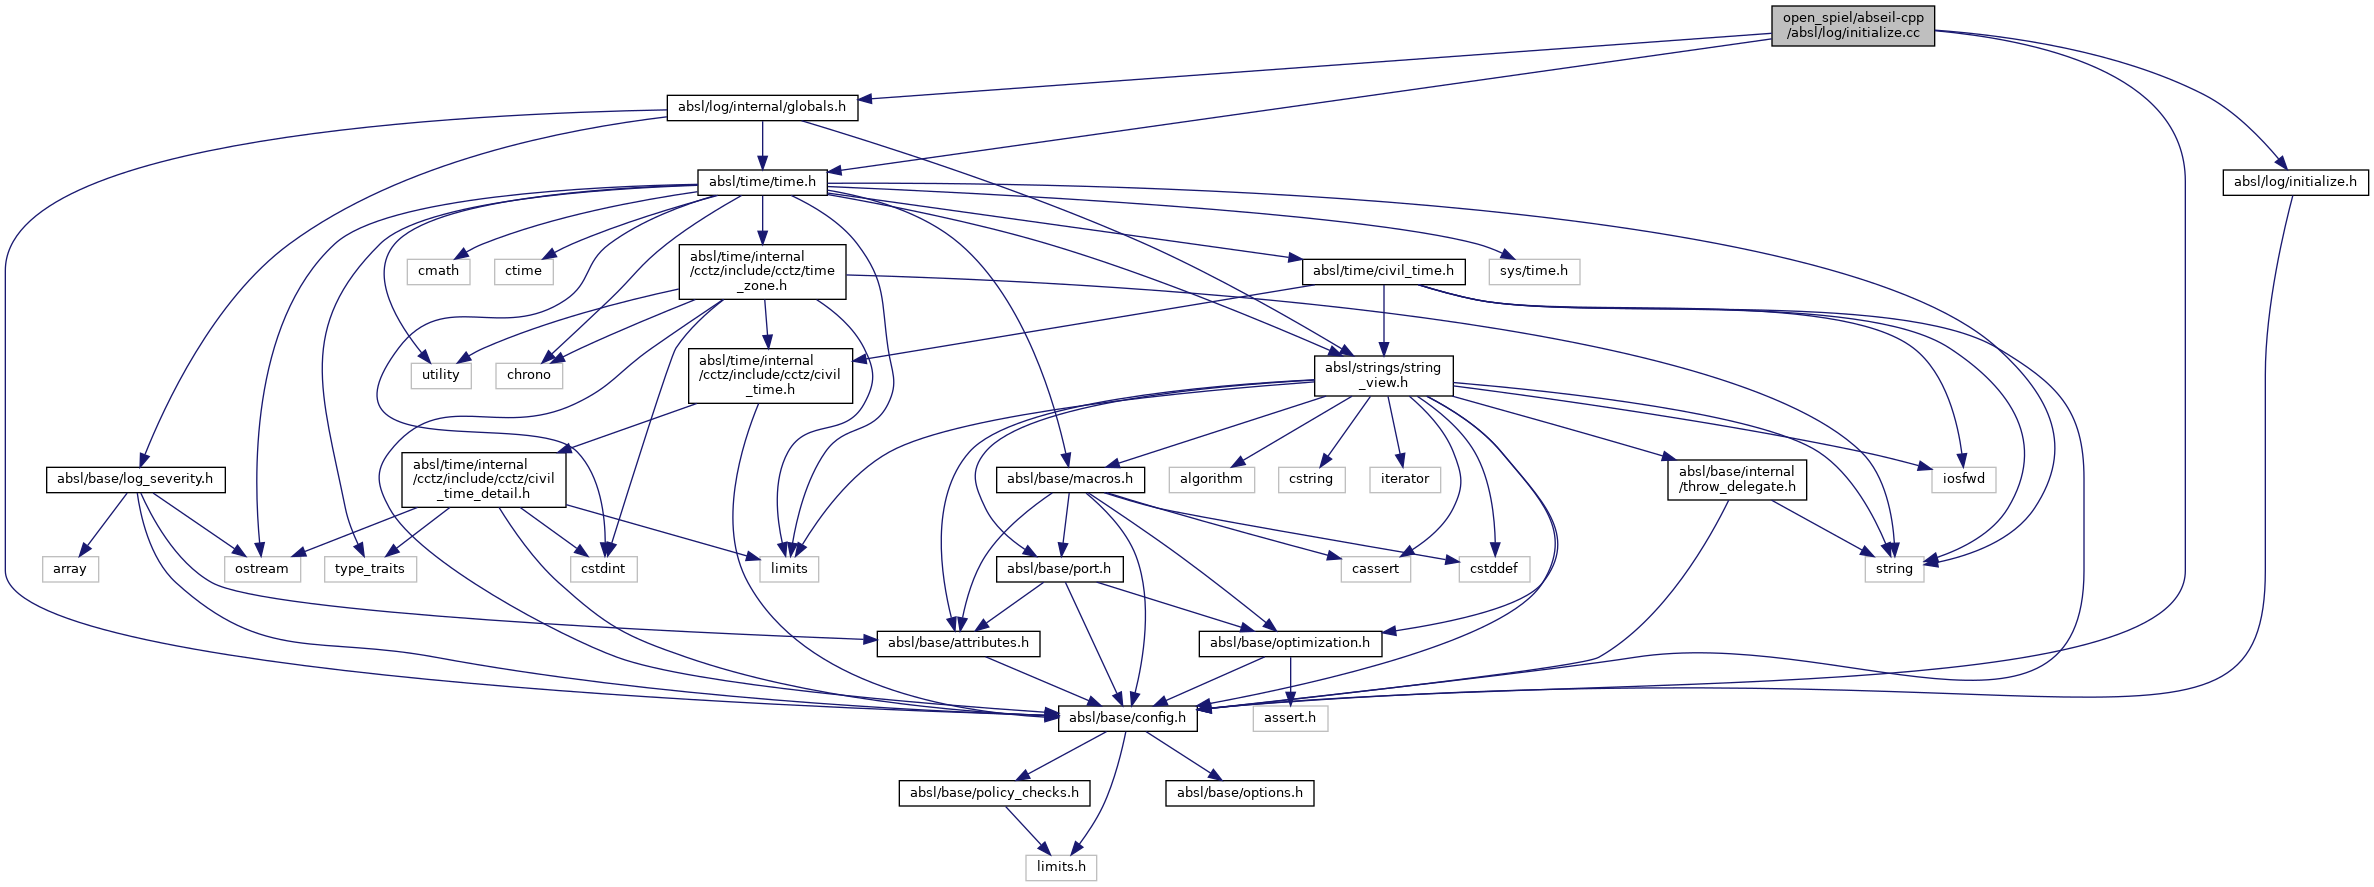 open_spiel/abseil-cpp
/absl/log/initialize.cc
absl/log/internal/globals.h
absl/time/time.h
absl/log/initialize.h
cmath
ctime
absl/time/internal
/cctz/include/cctz/time
_zone.h
absl/time/civil_time.h
sys/time.h
utility
chrono
absl/time/internal
/cctz/include/cctz/civil
_time.h
absl/strings/string
_view.h
absl/base/log_severity.h
absl/time/internal
/cctz/include/cctz/civil
_time_detail.h
absl/base/macros.h
algorithm
cstring
iterator
absl/base/internal
/throw_delegate.h
iosfwd
array
ostream
type_traits
cstdint
limits
absl/base/port.h
cassert
cstddef
string
absl/base/attributes.h
absl/base/optimization.h
absl/base/config.h
assert.h
absl/base/policy_checks.h
absl/base/options.h
limits.h